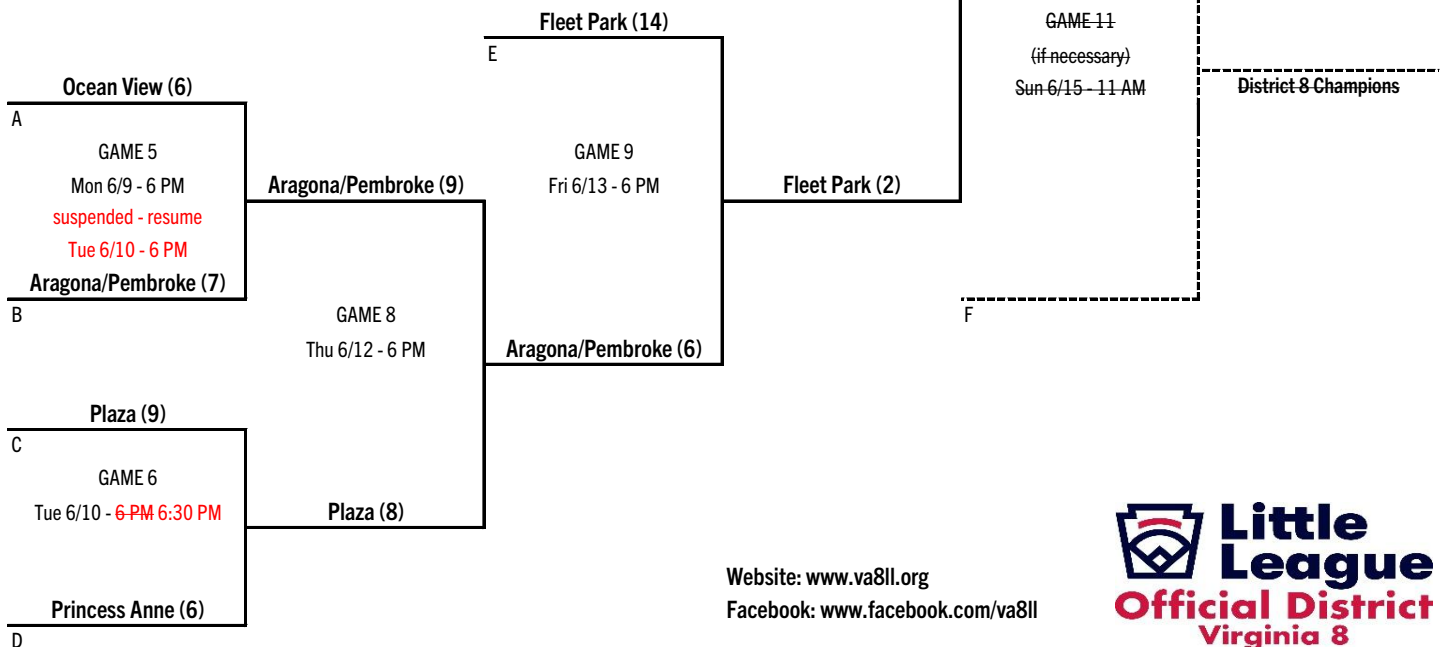 Fleet Park (14)
E
GAME 11
(if necessary)
Sun 6/15 - 11 AM
District 8 Champions
Ocean View (6)
A
GAME 5
Mon 6/9 - 6 PM
suspended - resume
Tue 6/10 - 6 PM
Aragona/Pembroke (7)
B
Aragona/Pembroke (9)
GAME 9
Fri 6/13 - 6 PM
Fleet Park (2)
F
GAME 8
Thu 6/12 - 6 PM
Aragona/Pembroke (6)
Plaza (9)
C
GAME 6
Tue 6/10 - 6 PM 6:30 PM
Plaza (8)
Princess Anne (6)
D
Website: www.va8ll.org
Facebook: www.facebook.com/va8ll
Little
League
Official District
Virginia 8